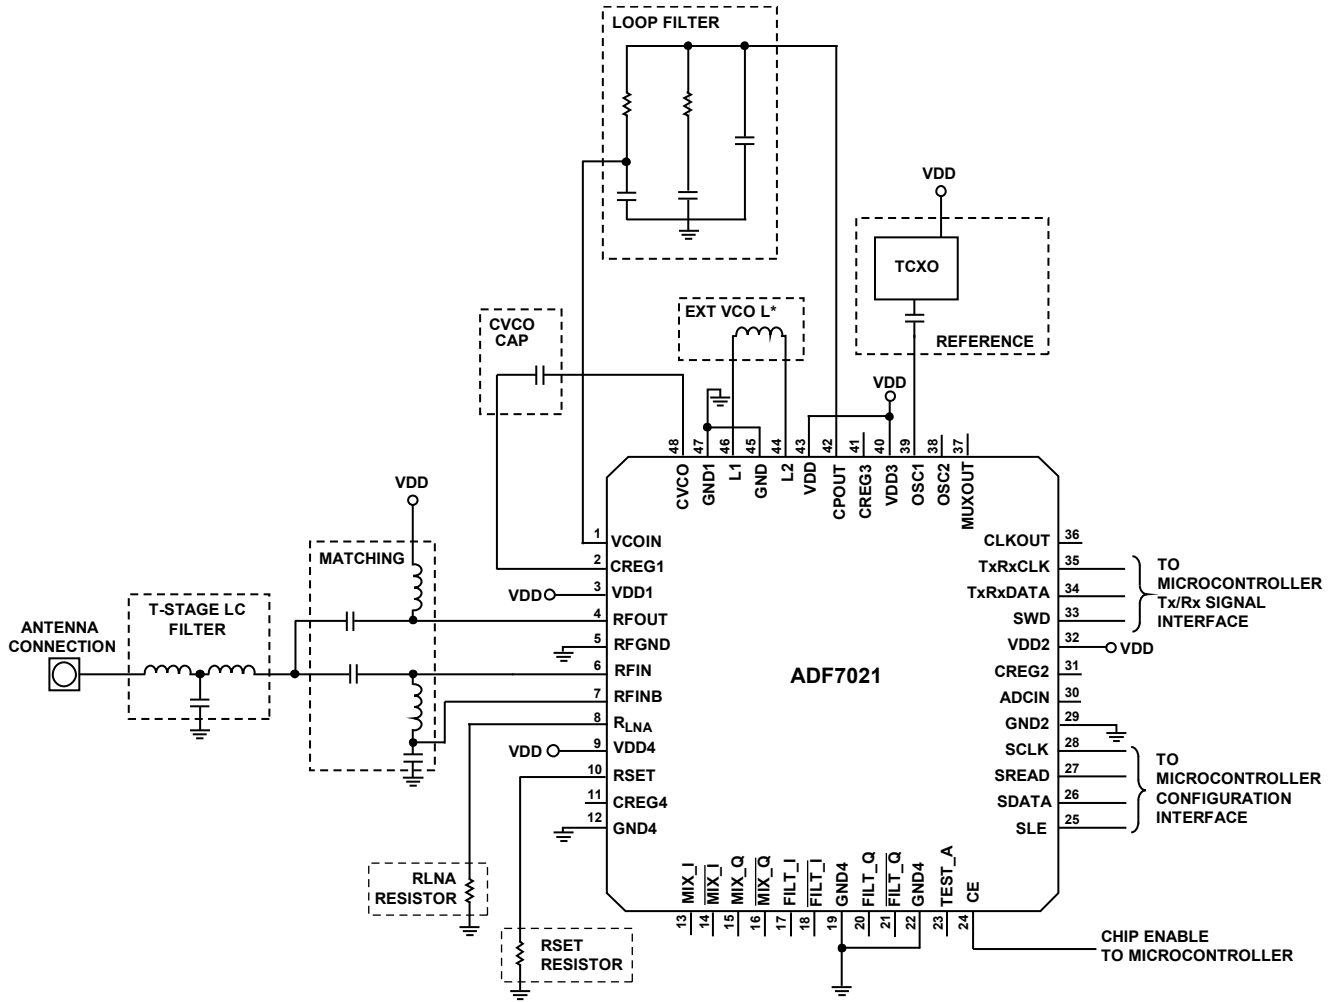 LOOP FILTER
VDD
TCXO
REFERENCE
EXT VCO L*
CVCO
CAP
VDD
48
47
46
45
44
43
42
41
40
39
38
37
CVCO
GND1
L1
GND
L2
VDD
CPOUT
CREG3
VDD3
OSC1
OSC2
MUXOUT
VDD
MATCHING
T-STAGE LC
FILTER
ANTENNA
CONNECTION
1 VCOIN
2 CREG1
VDD 3 VDD1
4 RFOUT
5 RFGND
6 RFIN
7 RFINB
8 RLNA
VDD 9 VDD4
10 RSET
11 CREG4
12 GND4
ADF7021
CLKOUT 36
TxRxCLK 35
TxRxDATA 34
SWD 33
VDD2 32 VDD
CREG2 31
ADCIN 30
GND2 29
SCLK 28
SREAD 27
SDATA 26
SLE 25
TO
MICROCONTROLLER
Tx/Rx SIGNAL
INTERFACE
TO
MICROCONTROLLER
CONFIGURATION
INTERFACE
MIX_I
MIX_I
MIX_Q
MIX_Q
FILT_I
FILT_I
GND4
FILT_Q
FILT_Q
GND4
TEST_A
CE
13
14
15
16
17
18
19
20
21
22
23
24
RLNA
RESISTOR
RSET
RESISTOR
CHIP ENABLE
TO MICROCONTROLLER